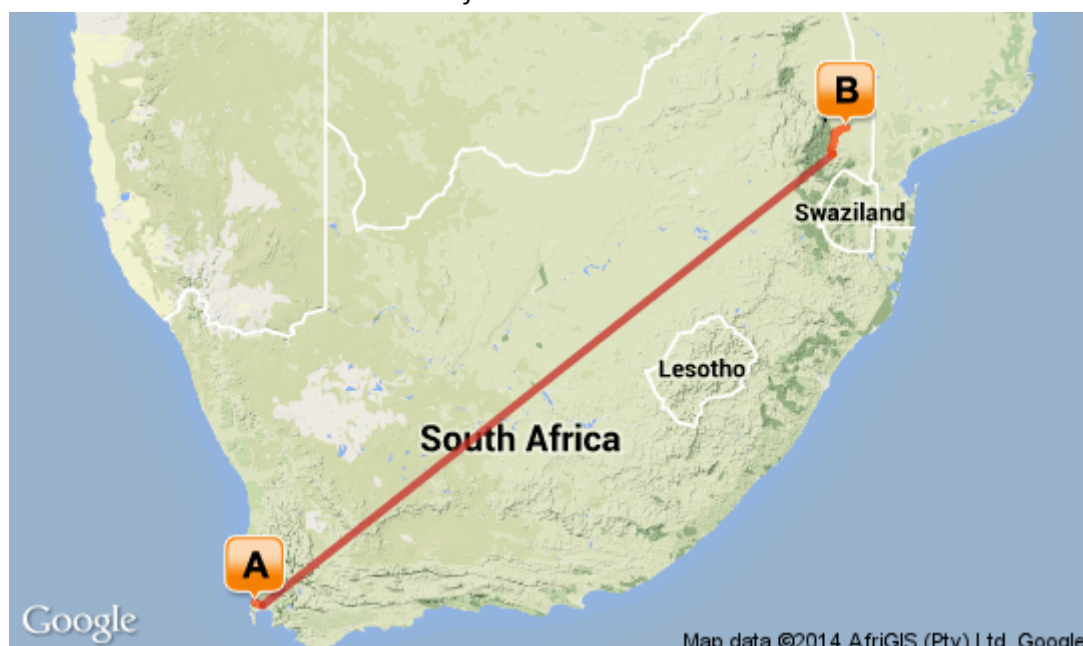 B
Swaziland
Lesotho
South Africa
A
Google
Map data ©2014 AfriGIS (Pty) Ltd, Google